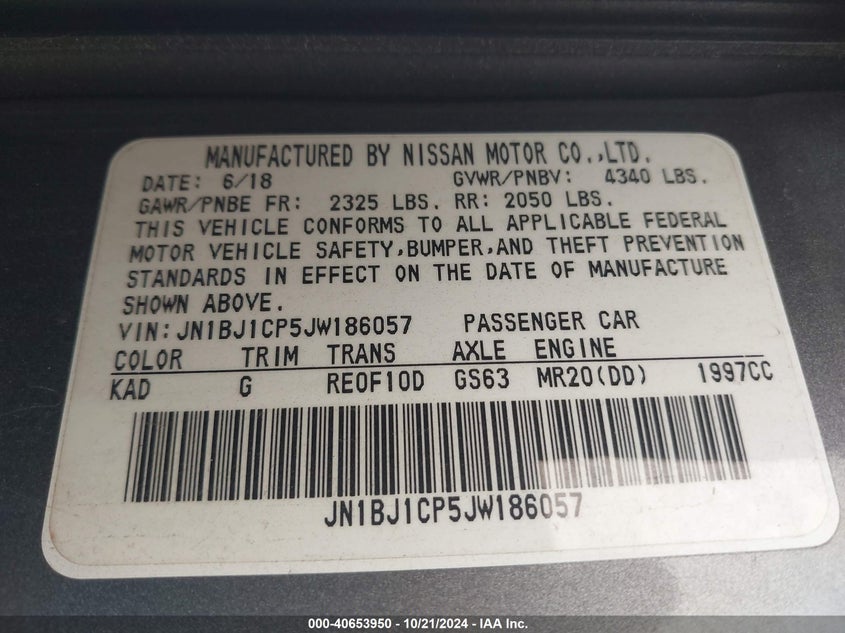 MANUFACTURED BY NISSAN MOTOR CO.,LTD.
DATE: 6/18 GVWR/PNBV: 4340 LBS.
GAWR/PNBE FR: 2325 LBS. RR: 2050 LBS.
THIS VEHICLE CONFORMS TO ALL APPLICABLE FEDERAL
MOTOR VEHICLE SAFETY,BUMPER,AND THEFT PREVENTION
STANDARDS IN EFFECT ON THE DATE OF MANUFACTURE
SHOWN ABOVE.
VIN:JN1BJ1CP5JW186057 PASSENGER CAR
COLOR TRIM TRANS AXLE ENGINE
KAD G RE0F10D GS63 MR20(DD) 1997CC
JN1BJ1CP5JW186057
000-40653950 - 10/21/2024 - IAA Inc.